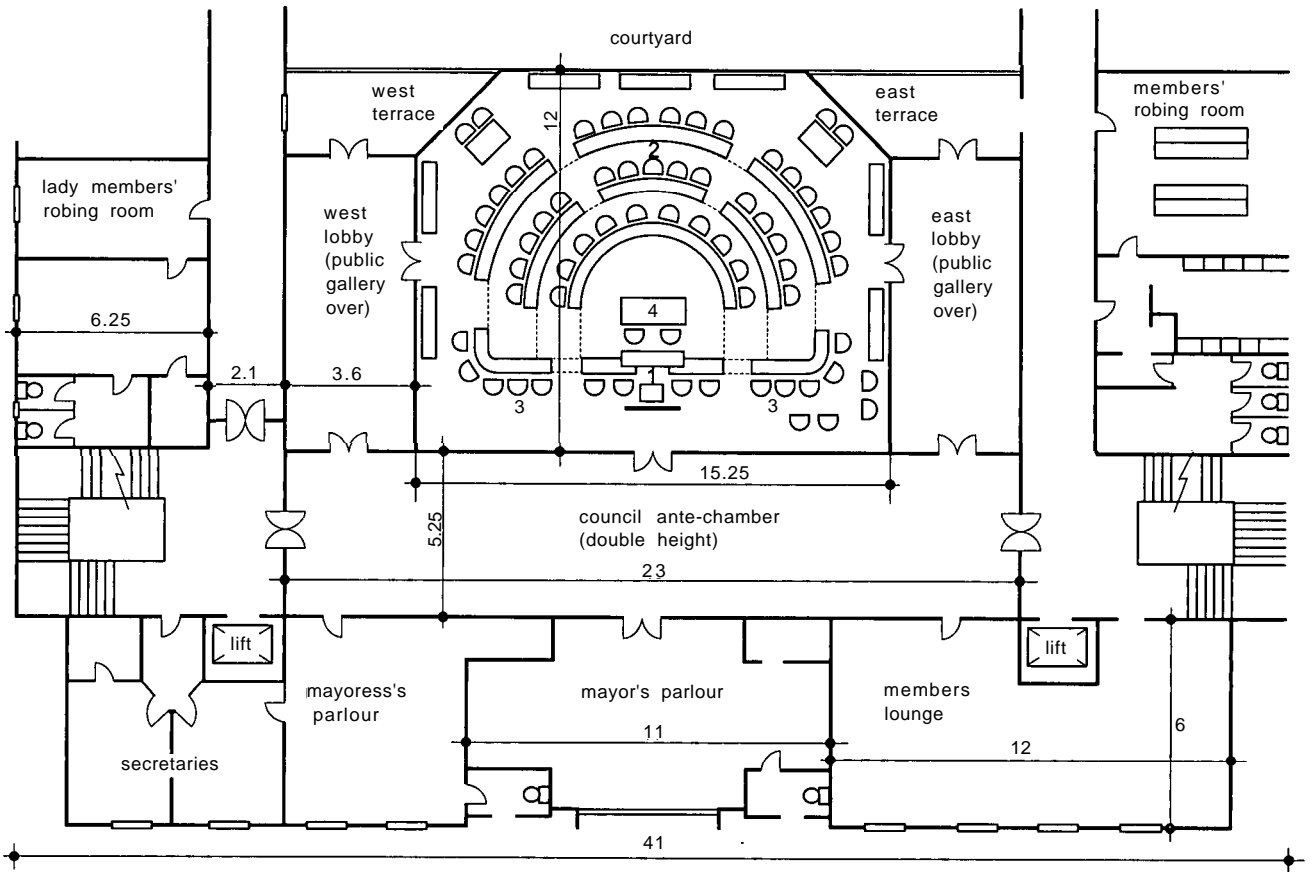 courtyard
west
terrace
east
terrace
members'
robing room
12
2
lady members'
robing room
west
lobby
(public
gallery
over)
east
lobby
(public
gallery
over)
4
6.25
2.1
3.6
1
3
3
15.25
5.25
council ante-chamber
(double height)
23
lift
lift
mayoress's
parlour
mayor's parlour
members
lounge
11
6
12
secretaries
41